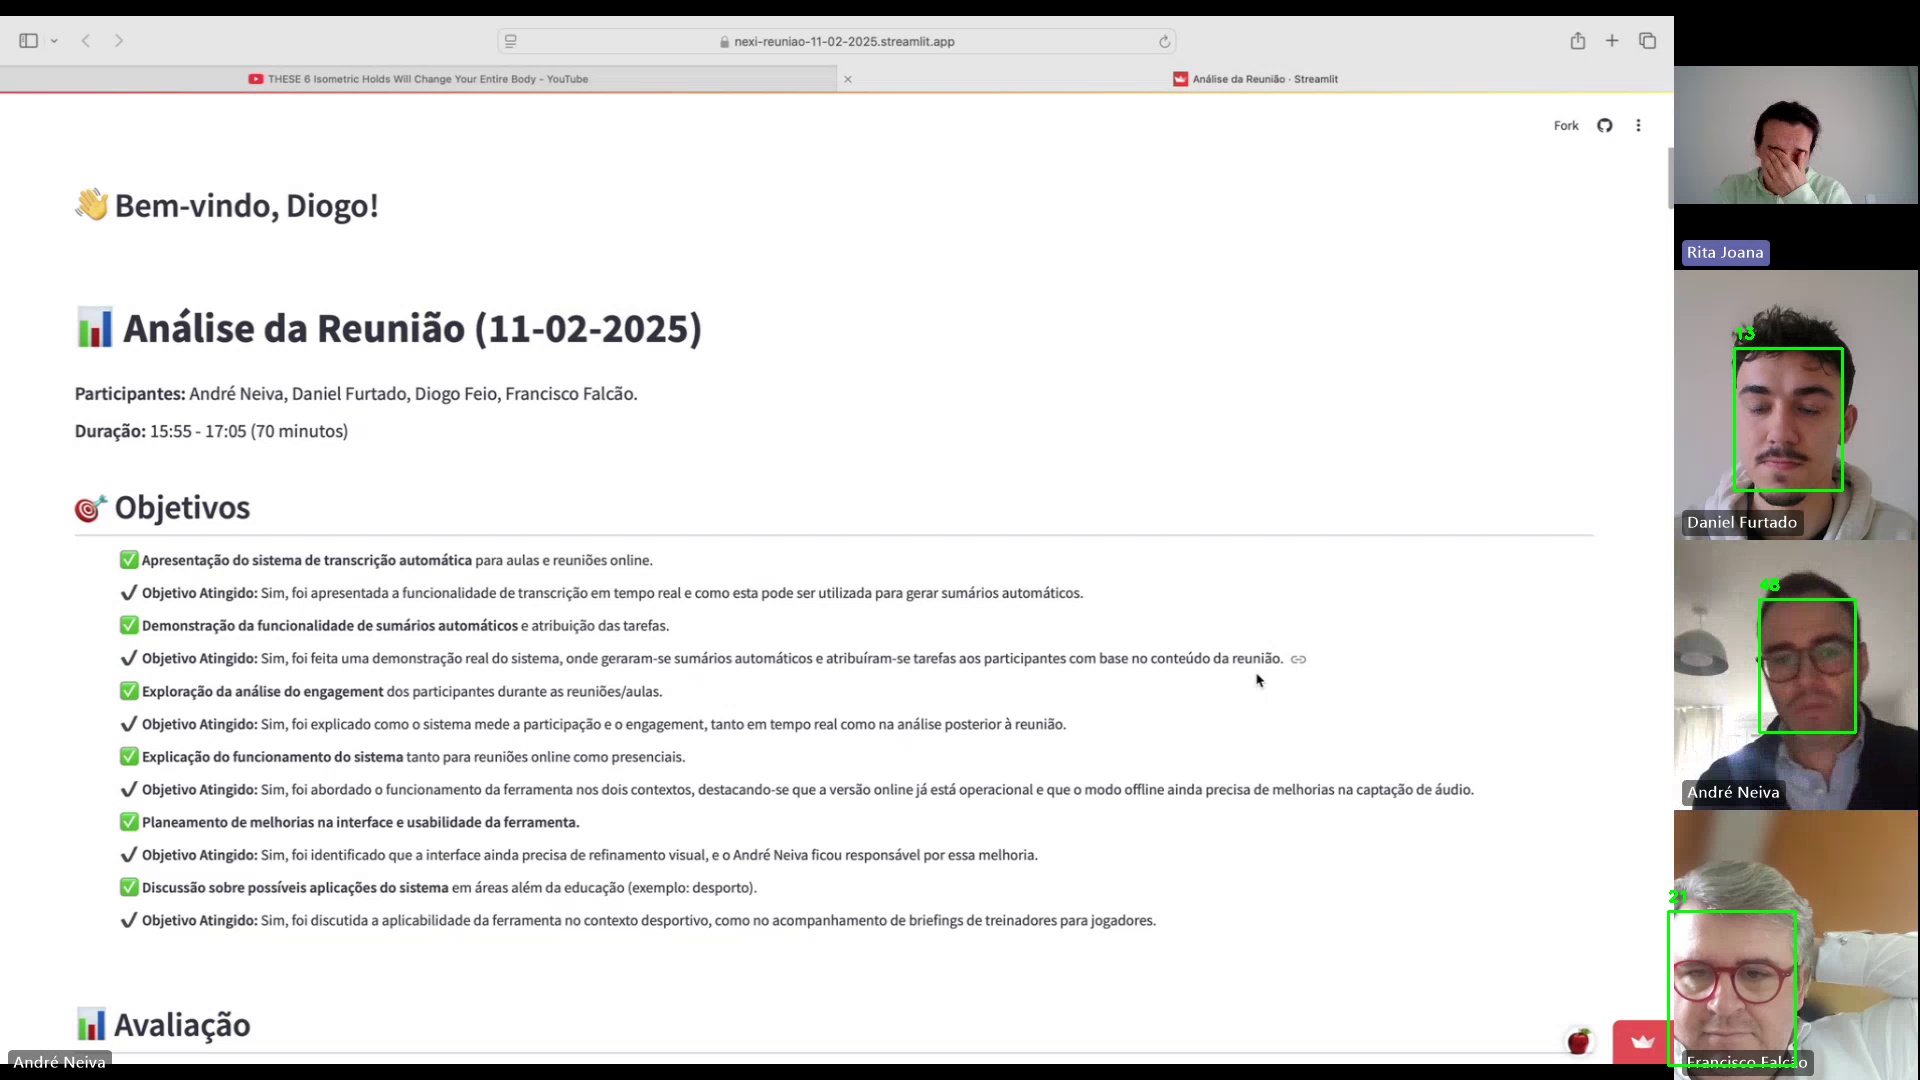 nexi-reuniao-11-02-2025.streamlit.app
THESE 6 Isometric Holds Will Change Your Entire Body - YouTube
Análise da Reunião · Streamlit
Fork
Bem-vindo, Diogo!
Análise da Reunião (11-02-2025)
Participantes: André Neiva, Daniel Furtado, Diogo Feio, Francisco Falcão.
Duração: 15:55 - 17:05 (70 minutos)
Objetivos
Apresentação do sistema de transcrição automática para aulas e reuniões online.
Objetivo Atingido: Sim, foi apresentada a funcionalidade de transcrição em tempo real e como esta pode ser utilizada para gerar sumários automáticos.
Demonstração da funcionalidade de sumários automáticos e atribuição das tarefas.
Objetivo Atingido: Sim, foi feita uma demonstração real do sistema, onde geraram-se sumários automáticos e atribuíram-se tarefas aos participantes com base no conteúdo da reunião.
Exploração da análise do engagement dos participantes durante as reuniões/aulas.
Objetivo Atingido: Sim, foi explicado como o sistema mede a participação e o engagement, tanto em tempo real como na análise posterior à reunião.
Explicação do funcionamento do sistema tanto para reuniões online como presenciais.
Objetivo Atingido: Sim, foi abordado o funcionamento da ferramenta nos dois contextos, destacando-se que a versão online já está operacional e que o modo offline ainda precisa de melhorias na captação de áudio.
Planeamento de melhorias na interface e usabilidade da ferramenta.
Objetivo Atingido: Sim, foi identificado que a interface ainda precisa de refinamento visual, e o André Neiva ficou responsável por essa melhoria.
Discussão sobre possíveis aplicações do sistema em áreas além da educação (exemplo: desporto).
Objetivo Atingido: Sim, foi discutida a aplicabilidade da ferramenta no contexto desportivo, como no acompanhamento de briefings de treinadores para jogadores.
Avaliação
André Neiva
Rita Joana
13
Daniel Furtado
André Neiva
21
Francisco Falcão